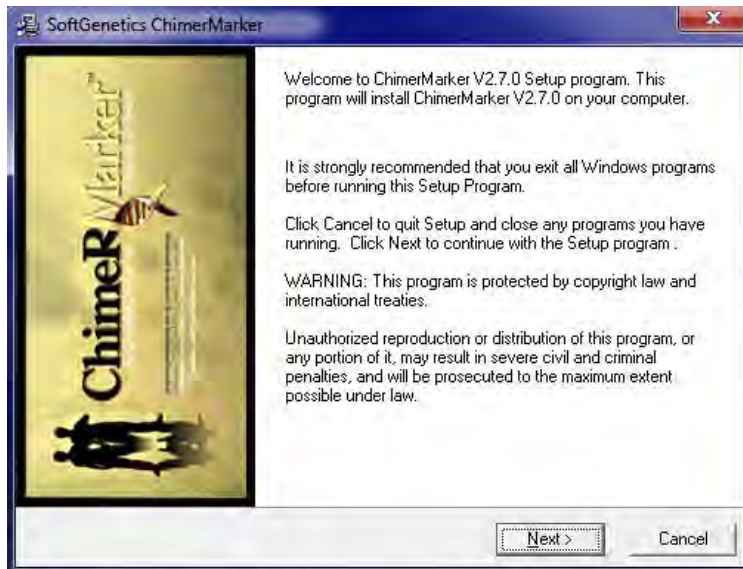 SoftGenetics ChimerMarker
Welcome to ChimerMarker V2.7.0 Setup program. This
program will install ChimerMarker V2.7.0 on your computer.
It is strongly recommended that you exit all Windows programs
before running this Setup Program.
Click Cancel to quit Setup and close any programs you have
running. Click Next to continue with the Setup program .
WARNING: This program is protected by copyright law and
international treaties.
Unauthorized reproduction or distribution of this program, or
any portion of it, may result in severe civil and criminal
penalties, and will be prosecuted to the maximum extent
possible under law.
ChimeRMarker™
Next >
Cancel